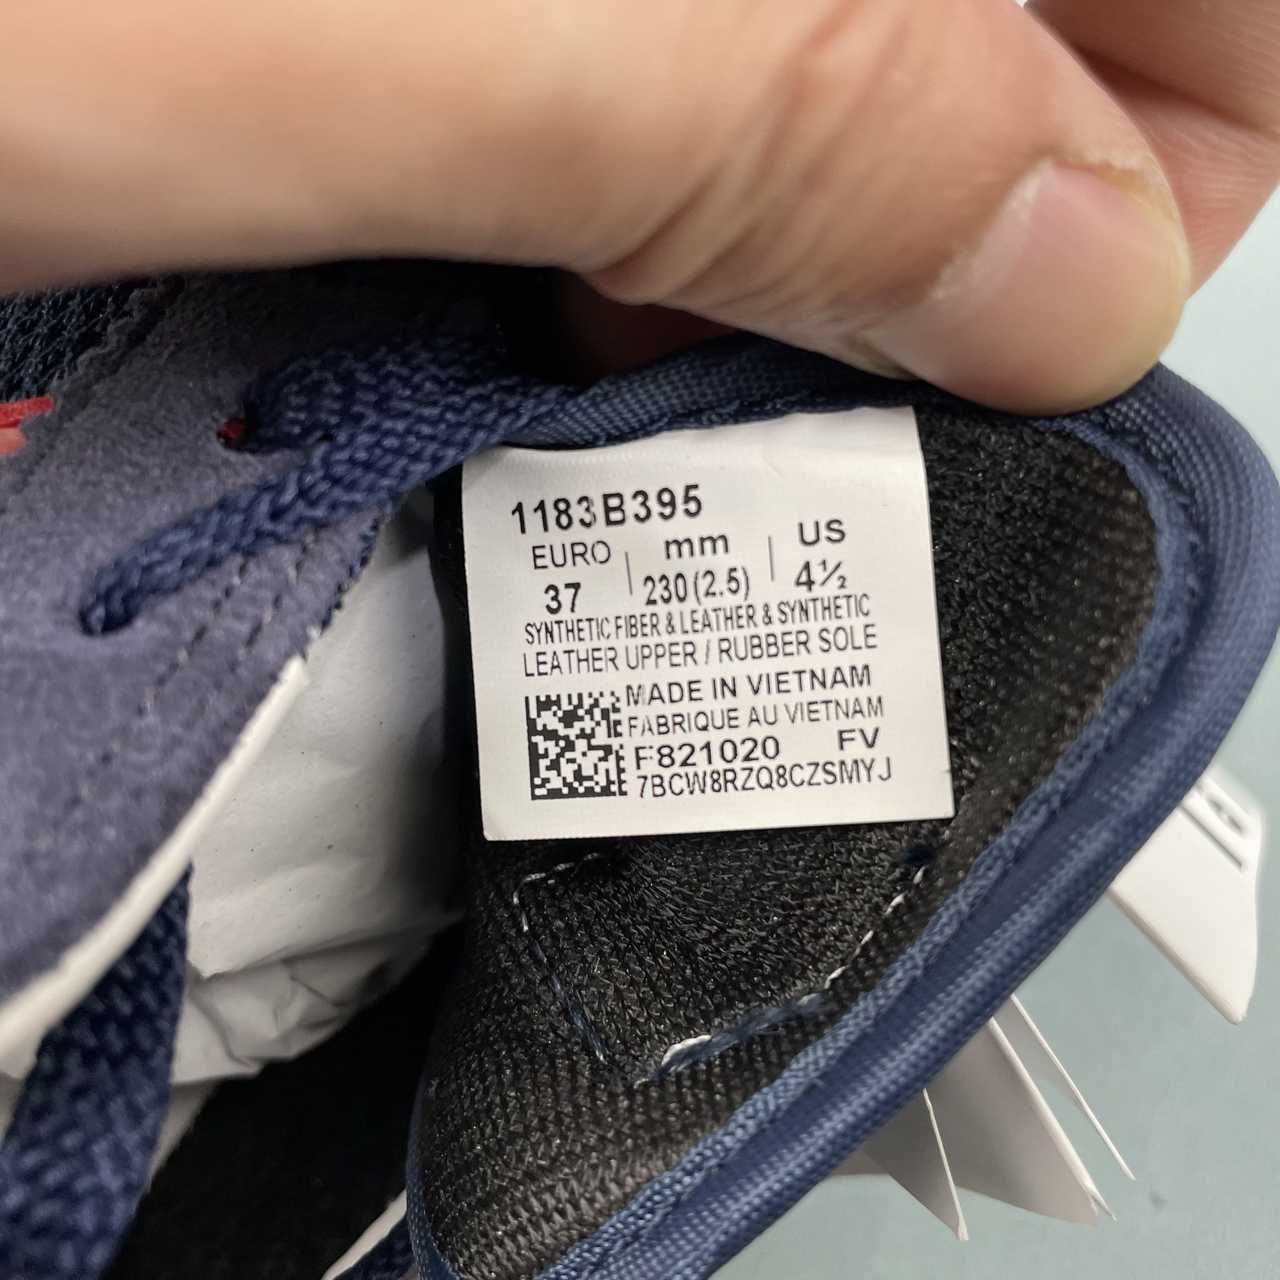 1183B395
EURO | mm | US
37 | 230(2.5) | 4½
SYNTHETIC FIBER & LEATHER & SYNTHETIC
LEATHER UPPER / RUBBER SOLE
MADE IN VIETNAM
FABRIQUE AU VIETNAM
F821020 FV
7BCW8RZQ8CZSMYJ